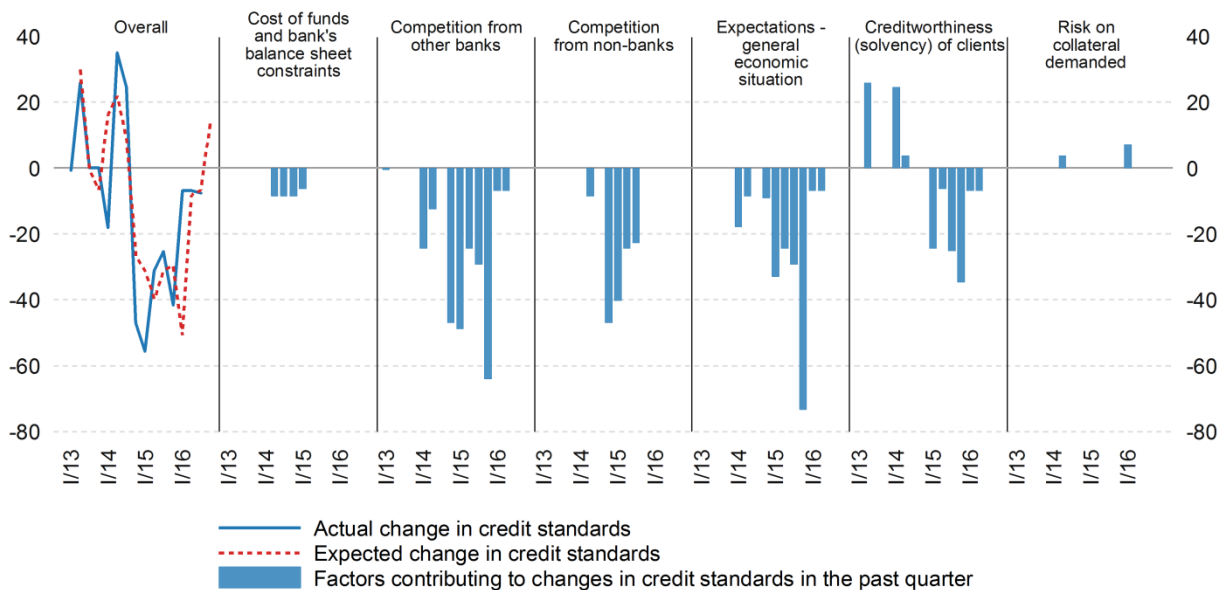 Overall
Cost of funds
and bank's
balance sheet
constraints
Competition from
other banks
Competition
from non-banks
Expectations -
general
economic
situation
Creditworthiness
(solvency) of clients
Risk on
collateral
demanded
40
20
0
-20
-40
-60
-80
40
20
0
-20
-40
-60
-80
I/13
I/14
I/15
I/16
I/13
I/14
I/15
I/16
I/13
I/14
I/15
I/16
I/13
I/14
I/15
I/16
I/13
I/14
I/15
I/16
I/13
I/14
I/15
I/16
I/13
I/14
I/15
I/16
Actual change in credit standards
Expected change in credit standards
Factors contributing to changes in credit standards in the past quarter